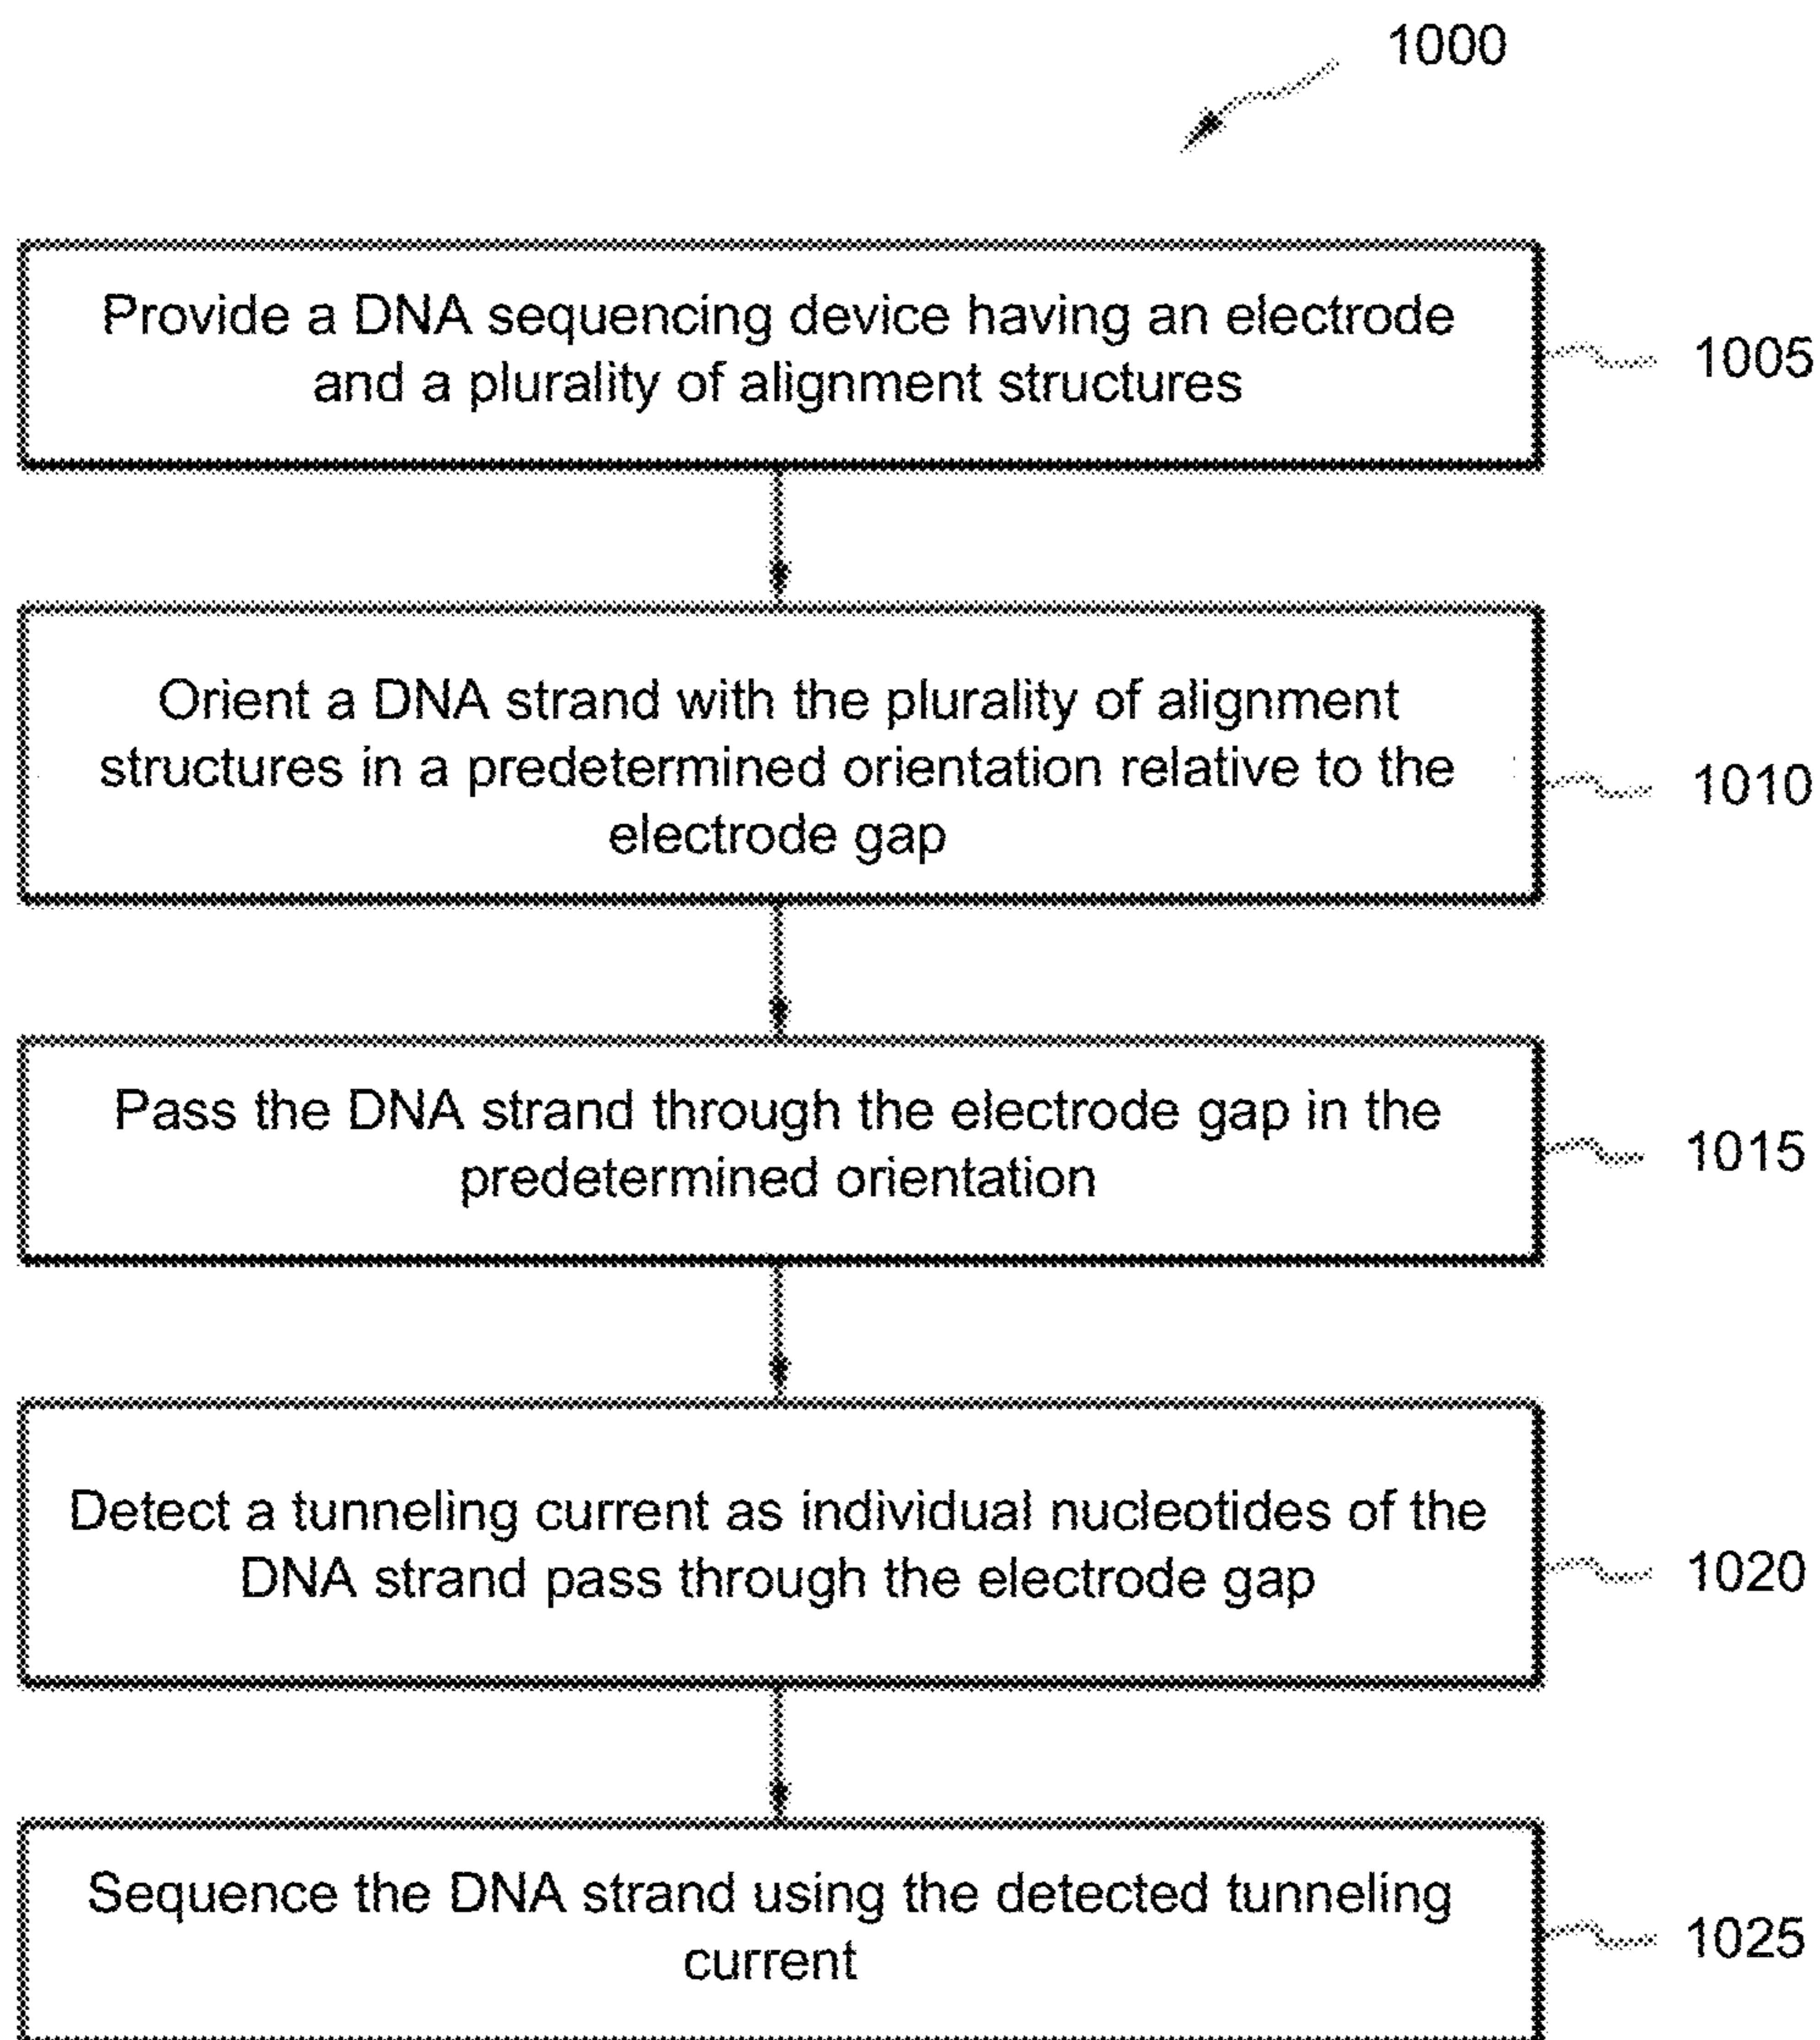 1000
Provide a DNA sequencing device having an electrode
and a plurality of alignment structures
1005
Orient a DNA strand with the plurality of alignment
structures in a predetermined orientation relative to the
electrode gap
1010
Pass the DNA strand through the electrode gap in the
predetermined orientation
1015
Detect a tunneling current as individual nucleotides of the
DNA strand pass through the electrode gap
1020
Sequence the DNA strand using the detected tunneling
current
1025